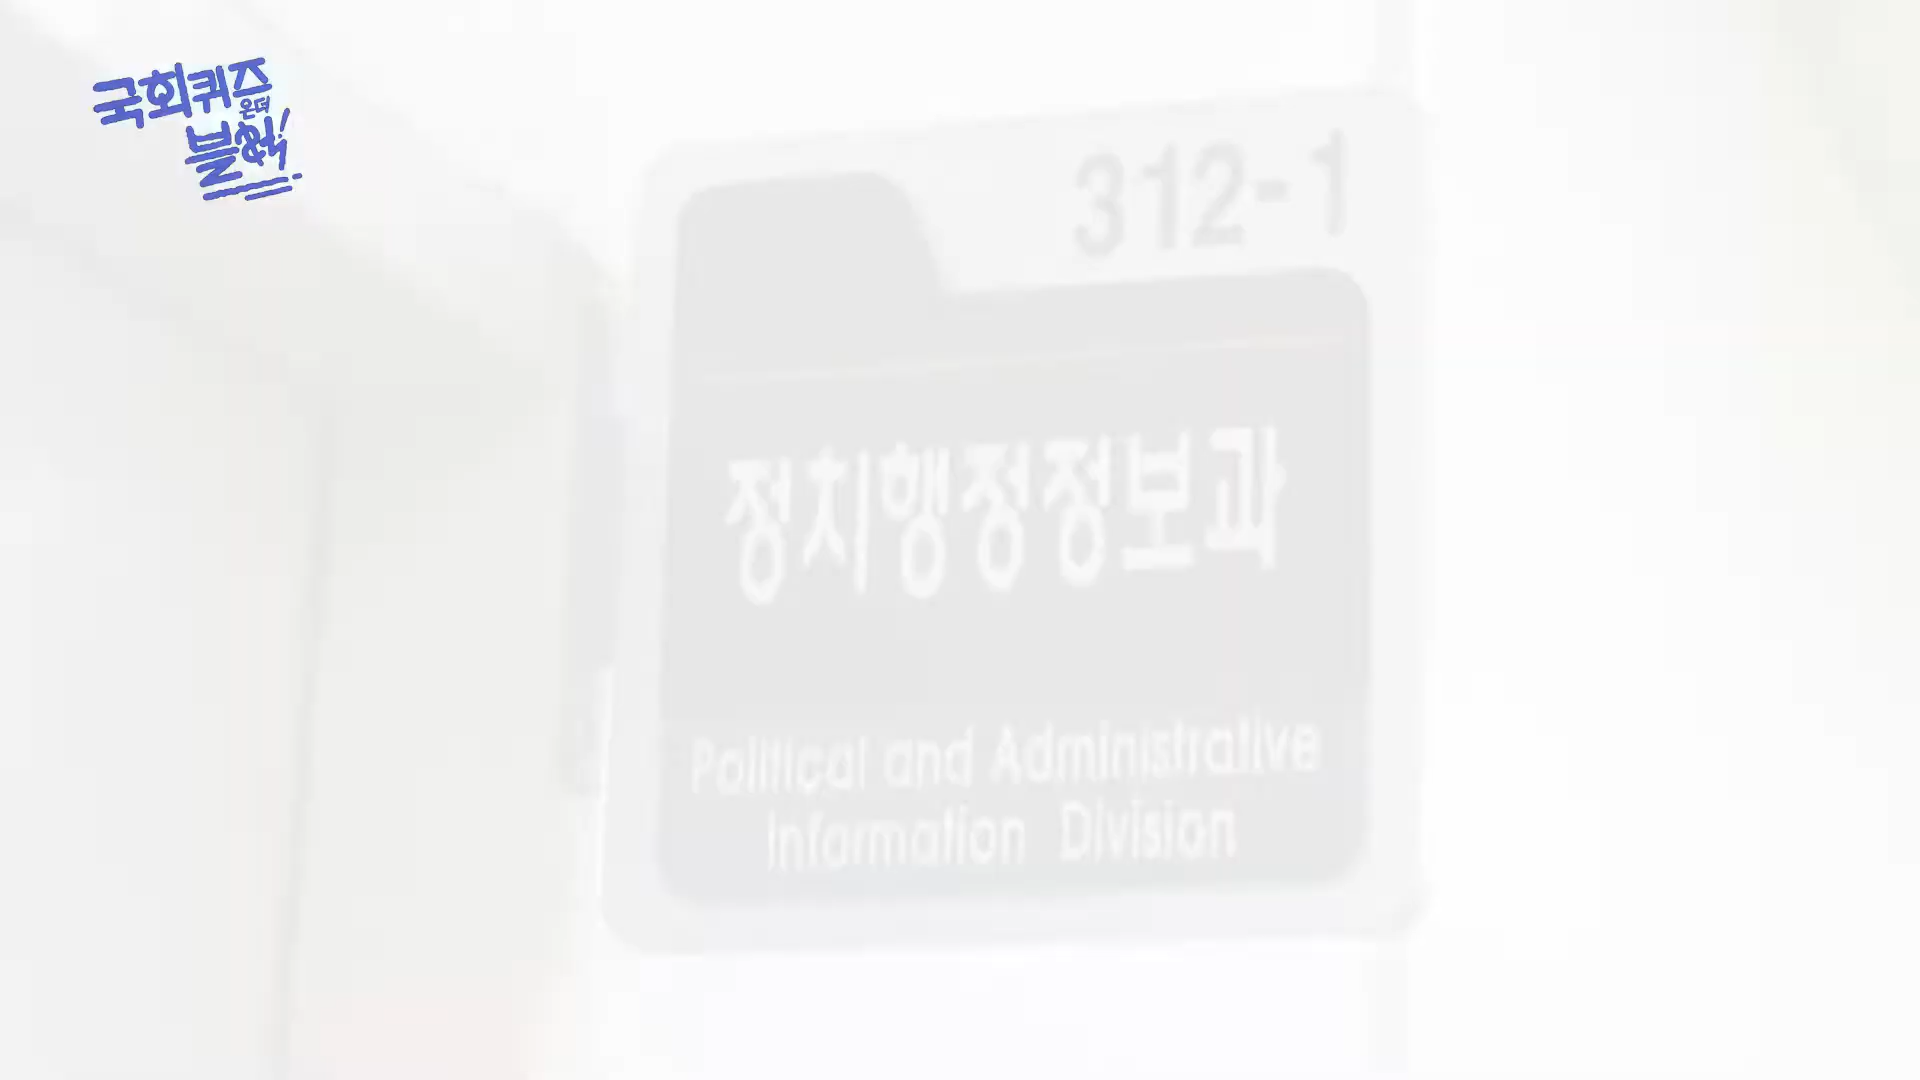 국회퀴즈
온더
블럭!
312-1
정치행정정보과
Political and Administrative
Information Division